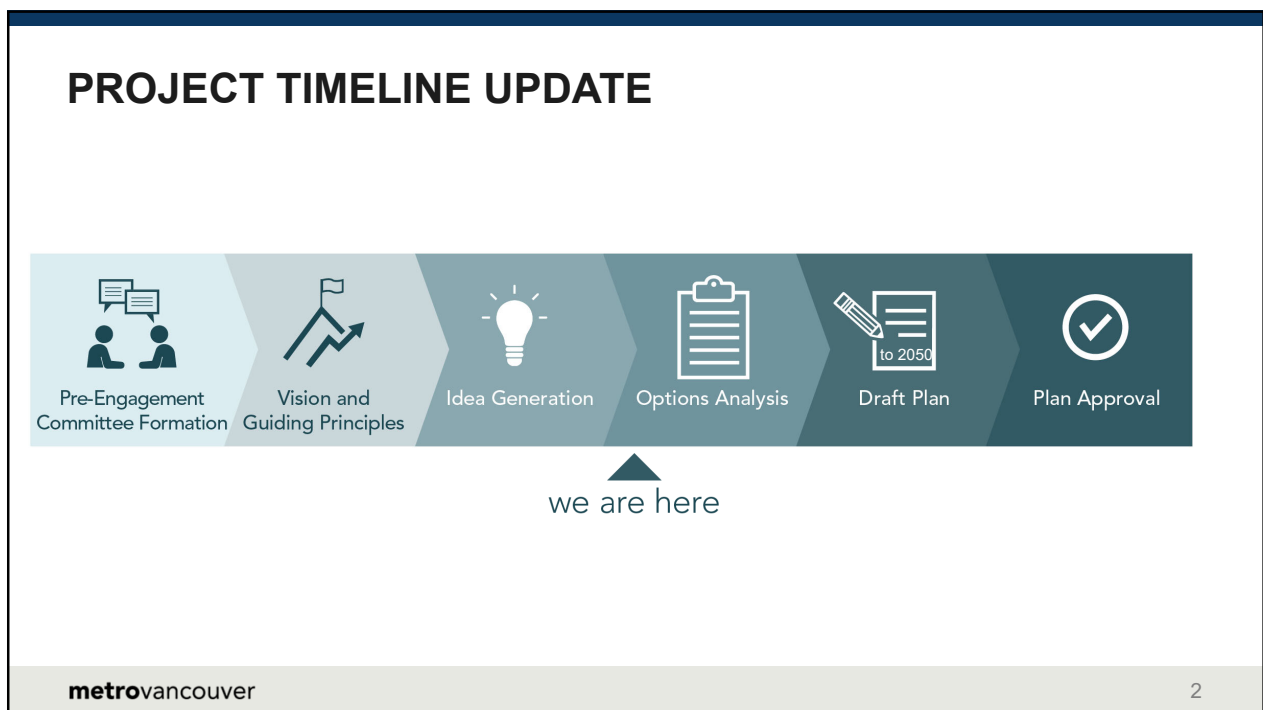 PROJECT TIMELINE UPDATE
Pre-Engagement
Committee Formation
Vision and
Guiding Principles
Idea Generation
Options Analysis
to 2050
Draft Plan
Plan Approval
we are here
metrovancouver
2